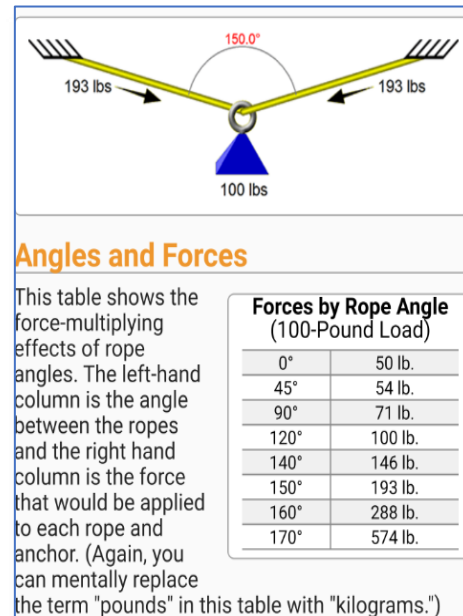 150.0°
193 lbs 193 lbs
100 lbs
Angles and Forces
This table shows the
force-multiplying
effects of rope
angles. The left-hand
column is the angle
between the ropes
and the right hand
column is the force
that would be applied
to each rope and
anchor. (Again, you
can mentally replace
the term "pounds" in this table with "kilograms.")
Forces by Rope Angle
(100-Pound Load)
0° 50 lb.
45° 54 lb.
90° 71 lb.
120° 100 lb.
140° 146 lb.
150° 193 lb.
160° 288 lb.
170° 574 lb.